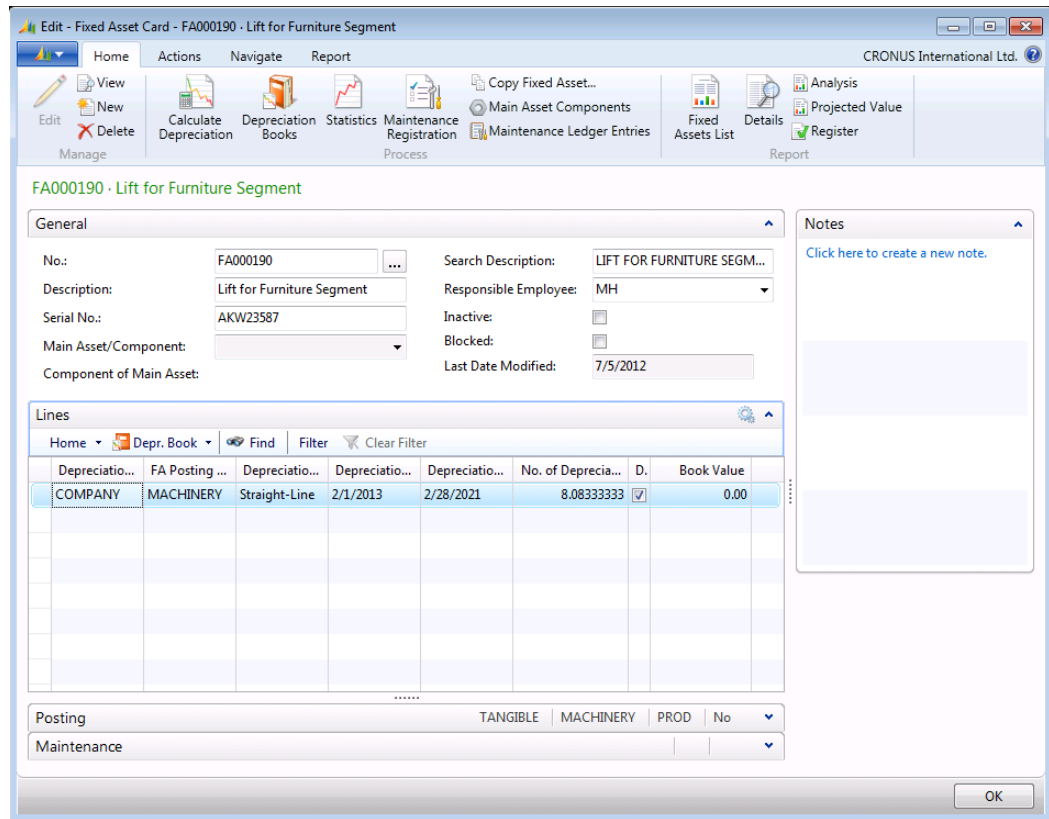 Edit - Fixed Asset Card - FA000190 · Lift for Furniture Segment
Home Actions Navigate Report CRONUS International Ltd.
Edit
View
New
Delete
Manage
Calculate Depreciation
Depreciation Books
Statistics
Maintenance Registration
Copy Fixed Asset...
Main Asset Components
Maintenance Ledger Entries
Process
Fixed Assets List
Details
Analysis
Projected Value
Register
Report
FA000190 · Lift for Furniture Segment
General
No.: FA000190 ...
Description: Lift for Furniture Segment
Serial No.: AKW23587
Main Asset/Component:
Component of Main Asset:
Search Description: LIFT FOR FURNITURE SEGM...
Responsible Employee: MH
Inactive:
Blocked:
Last Date Modified: 7/5/2012
Notes
Click here to create a new note.
Lines
Home Depr. Book Find Filter Clear Filter
Depreciatio... FA Posting ... Depreciatio... Depreciatio... Depreciatio... No. of Deprecia... D. Book Value
COMPANY MACHINERY Straight-Line 2/1/2013 2/28/2021 8.08333333 0.00
Posting TANGIBLE MACHINERY PROD No
Maintenance
OK